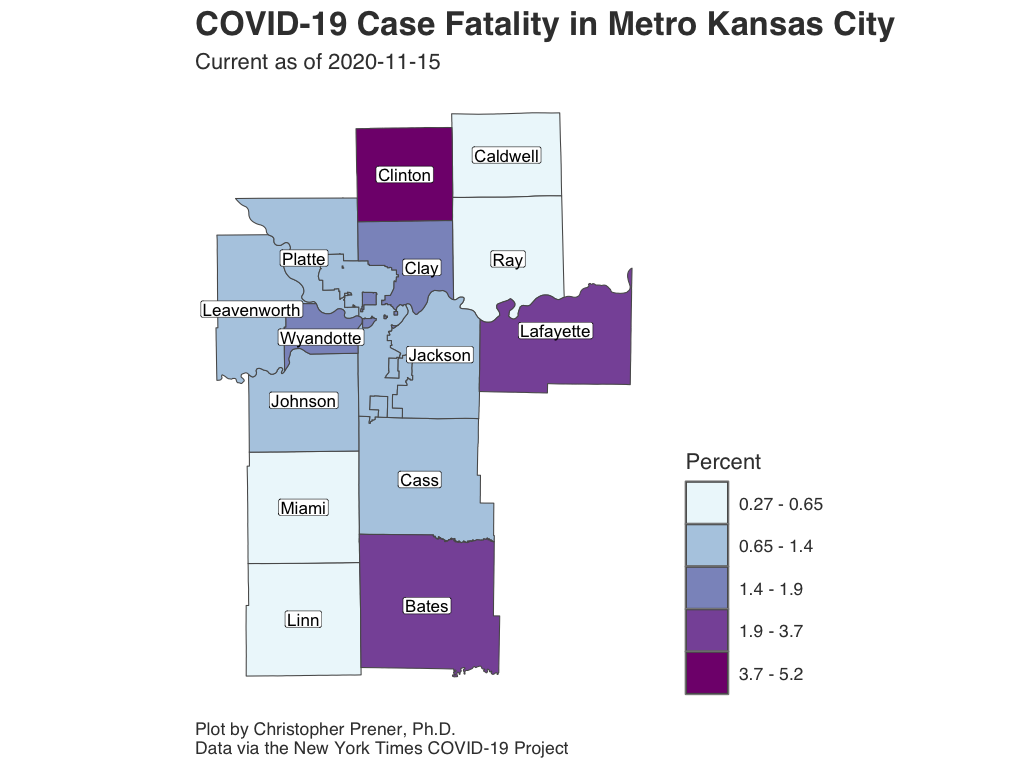 COVID-19 Case Fatality in Metro Kansas City
Current as of 2020-11-15
Caldwell
Clinton
Platte
Clay
Ray
Leavenworth
Wyandotte
Lafayette
Jackson
Johnson
Cass
Miami
Bates
Linn
Percent
0.27 - 0.65
0.65 - 1.4
1.4 - 1.9
1.9 - 3.7
3.7 - 5.2
Plot by Christopher Prener, Ph.D.
Data via the New York Times COVID-19 Project